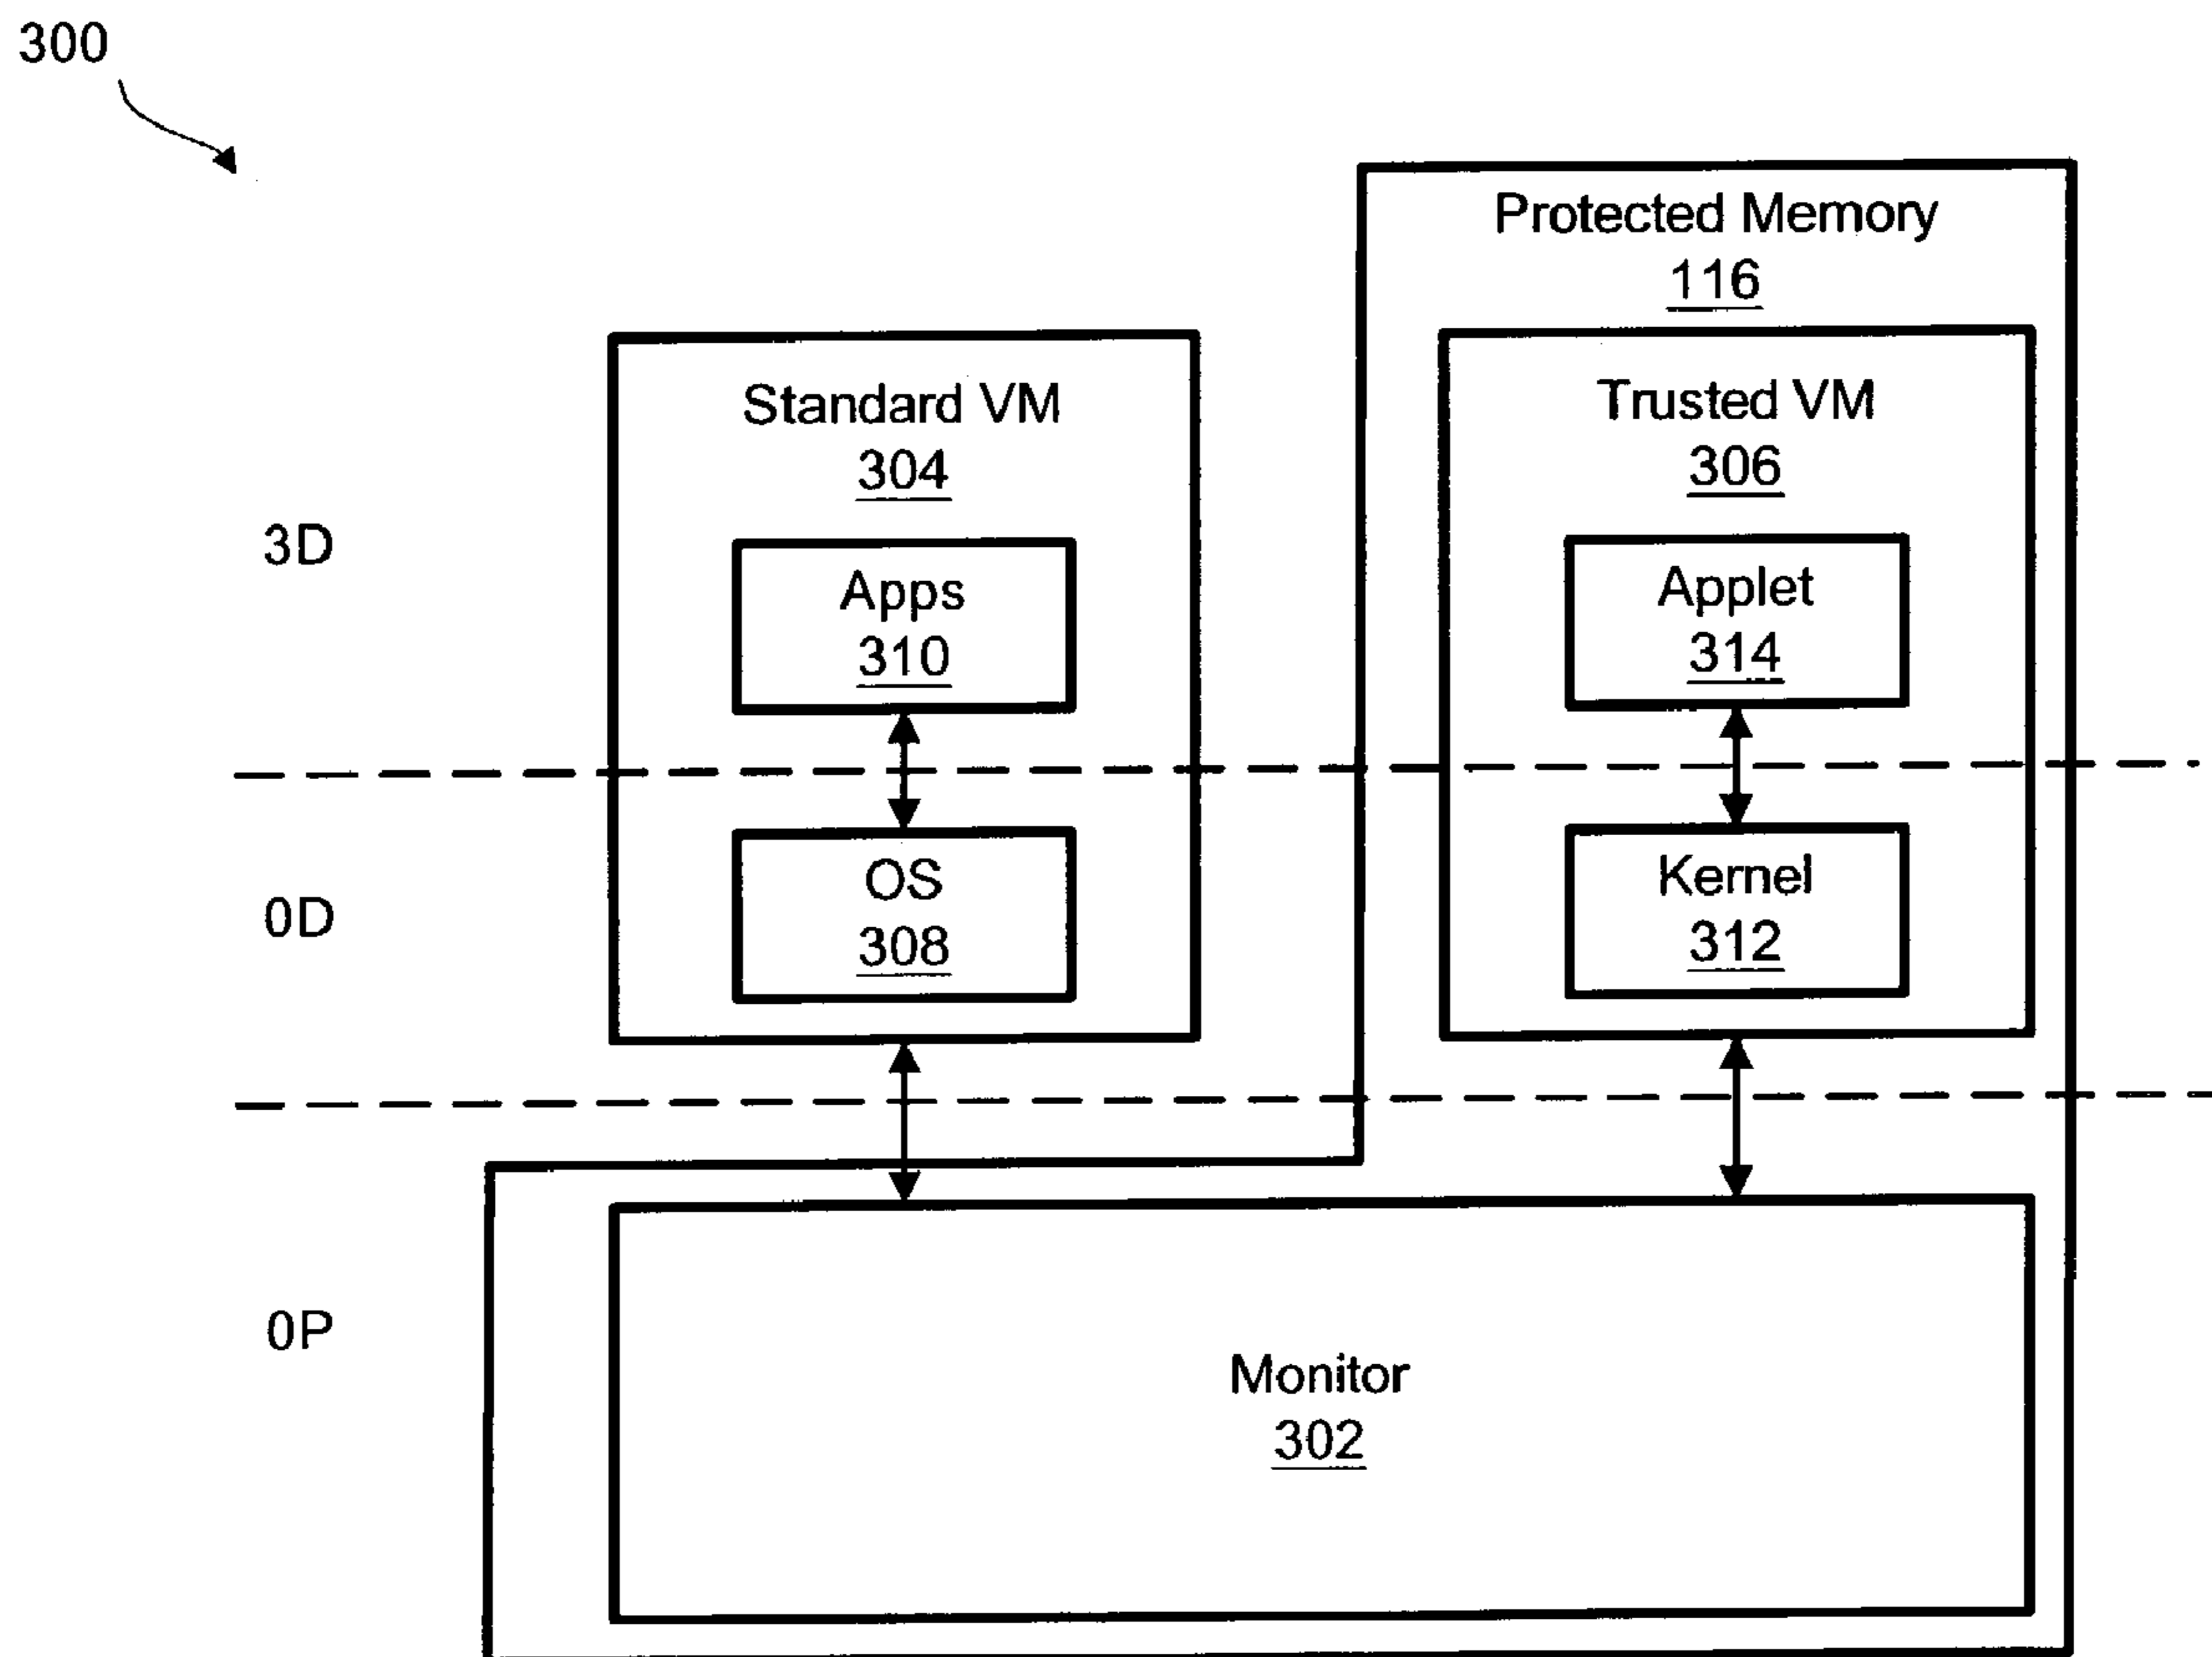 300
Protected Memory
116
Standard VM
304
Trusted VM
306
3D
Apps
310
Applet
314
0D
OS
308
Kernel
312
0P
Monitor
302